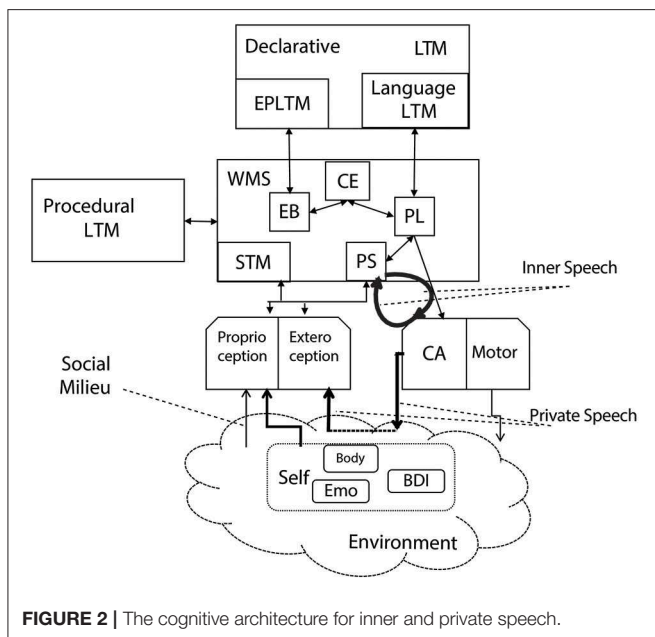 Declarative LTM
EPLTM
Language
LTM
WMS
CE
EB
PL
Procedural
LTM
STM
PS
Inner Speech
Proprio
ception
Extero
ception
CA
Motor
Social
Milieu
Private Speech
Body
Self
Emo
BDI
Environment
FIGURE 2 | The cognitive architecture for inner and private speech.